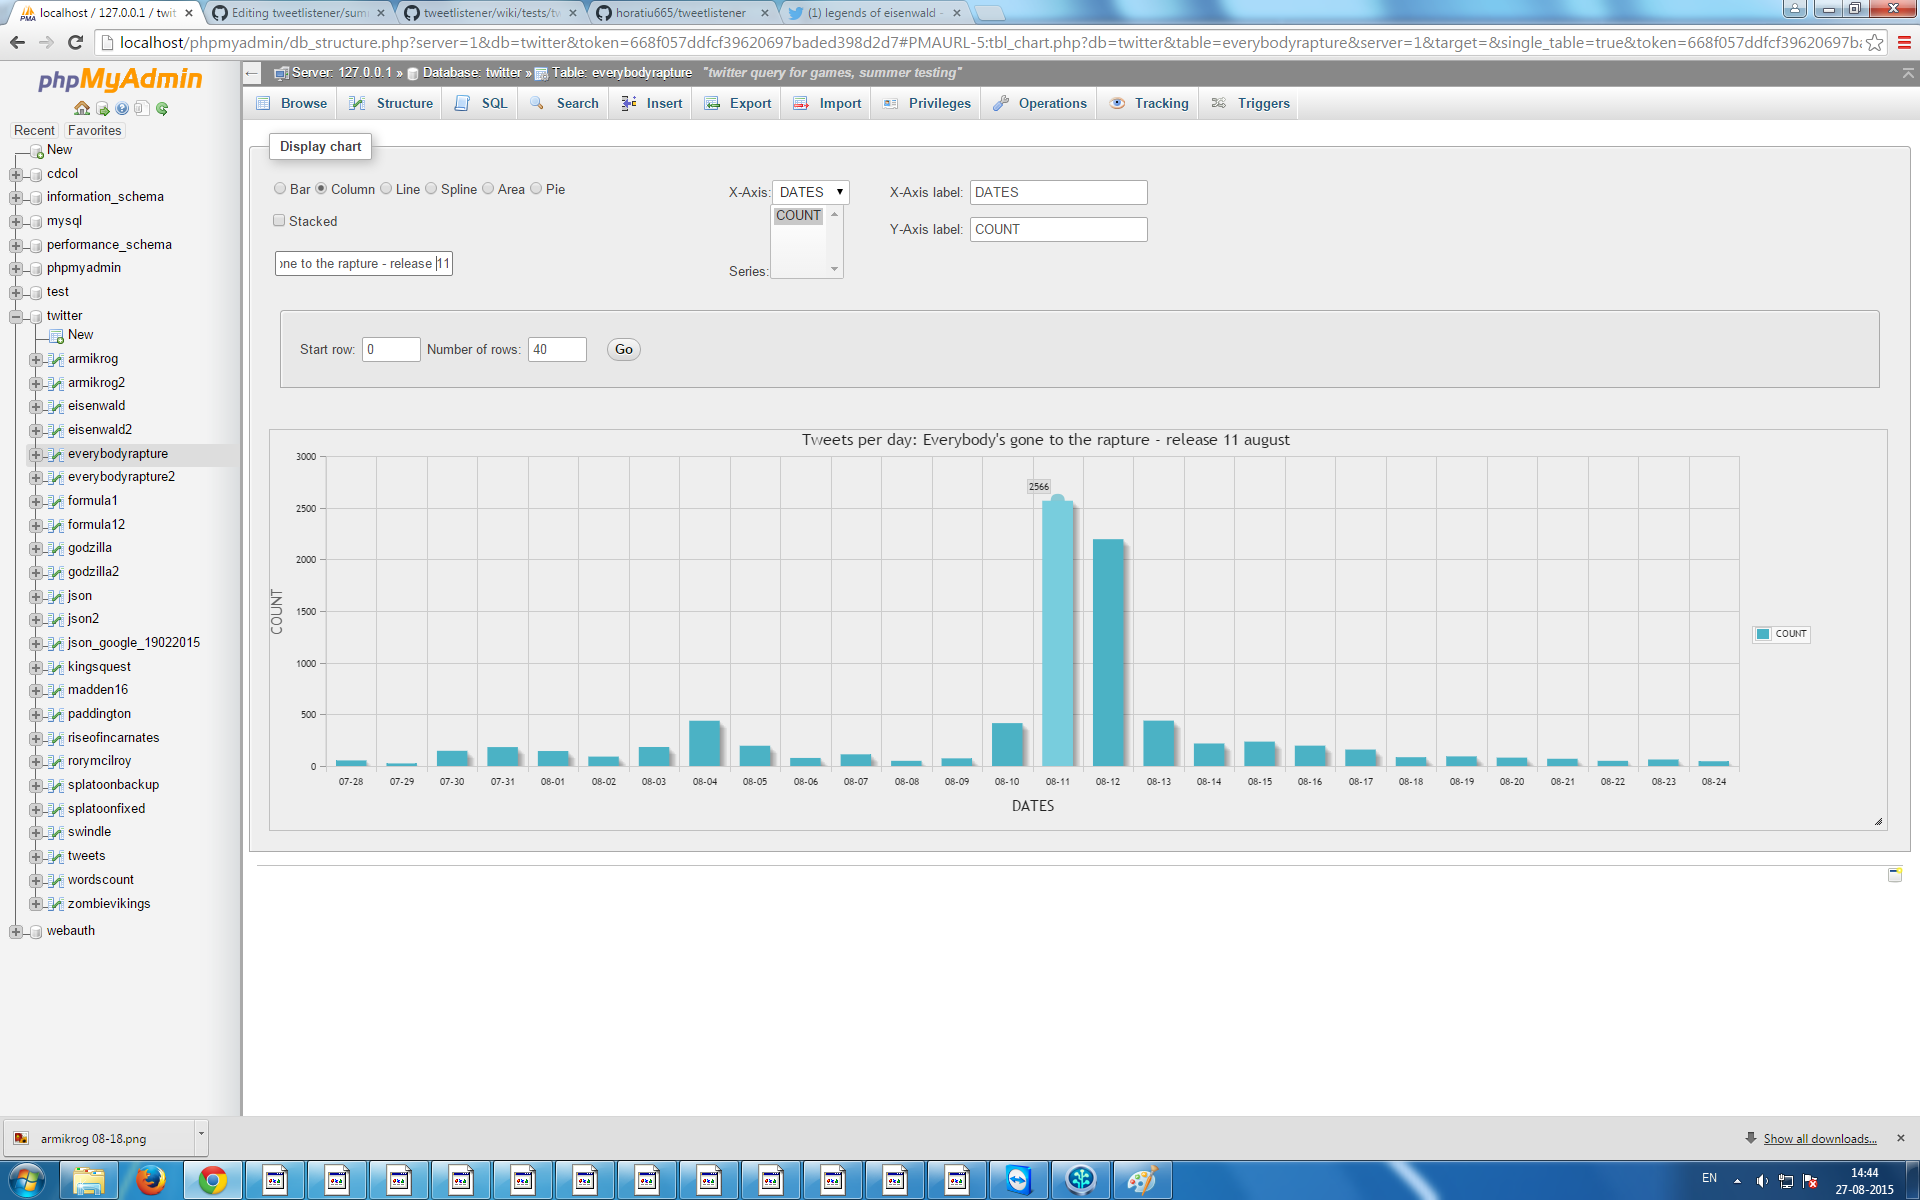 localhost / 127.0.0.1 / twit
Editing tweetlistener/sum
tweetlistener/wiki/tests/tw
horatiu665/tweetlistener
(1) legends of eisenwald -
localhost/phpmyadmin/db_structure.php?server=1&db=twitter&token=668f057ddfcf39620697baded398d2d7#PMAURL-5:tbl_chart.php?db=twitter&table=everybodyrapture&server=1&target=&single_table=true&token=668f057ddfcf39620697ba
phpMyAdmin
Recent Favorites
New
cdcol
information_schema
mysql
performance_schema
phpmyadmin
test
twitter
New
armikrog
armikrog2
eisenwald
eisenwald2
everybodyrapture
everybodyrapture2
formula1
formula12
godzilla
godzilla2
json
json2
json_google_19022015
kingsquest
madden16
paddington
riseofincarnates
rorymcilroy
splatoonbackup
splatoonfixed
swindle
tweets
wordscount
zombievikings
webauth
Server: 127.0.0.1 » Database: twitter » Table: everybodyrapture "twitter query for games, summer testing"
Browse Structure SQL Search Insert Export Import Privileges Operations Tracking Triggers
Display chart
Bar Column Line Spline Area Pie
Stacked
one to the rapture - release 11
X-Axis: DATES
COUNT
Series:
X-Axis label: DATES
Y-Axis label: COUNT
Start row: 0 Number of rows: 40 Go
Tweets per day: Everybody's gone to the rapture - release 11 august
3000
2500
2000
1500
1000
500
0
COUNT
2566
07-28 07-29 07-30 07-31 08-01 08-02 08-03 08-04 08-05 08-06 08-07 08-08 08-09 08-10 08-11 08-12 08-13 08-14 08-15 08-16 08-17 08-18 08-19 08-20 08-21 08-22 08-23 08-24
DATES
COUNT
armikrog 08-18.png
Show all downloads...
EN
14:44
27-08-2015